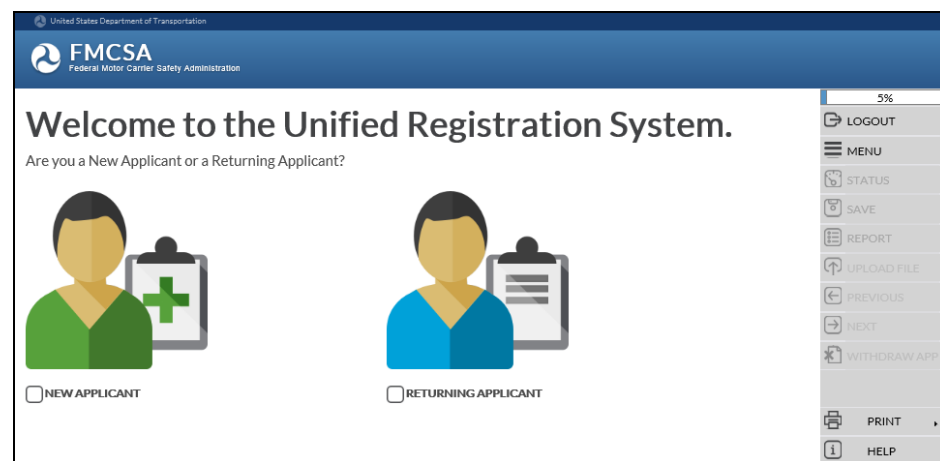 United States Department of Transportation
FMCSA
Federal Motor Carrier Safety Administration
Welcome to the Unified Registration System.
Are you a New Applicant or a Returning Applicant?
NEW APPLICANT
RETURNING APPLICANT
5%
LOGOUT
MENU
STATUS
SAVE
REPORT
UPLOAD FILE
PREVIOUS
NEXT
WITHDRAW APP
PRINT
HELP